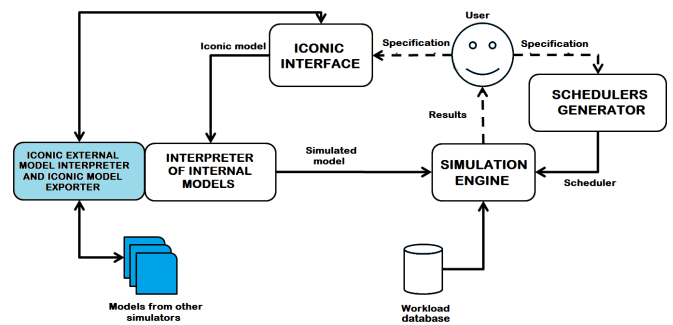 User
Iconic model
ICONIC
INTERFACE
Specification
Specification
SCHEDULERS
GENERATOR
Results
ICONIC EXTERNAL
MODEL INTERPRETER
AND ICONIC MODEL
EXPORTER
INTERPRETER
OF INTERNAL
MODELS
Simulated
model
SIMULATION
ENGINE
Scheduler
Models from other
simulators
Workload
database